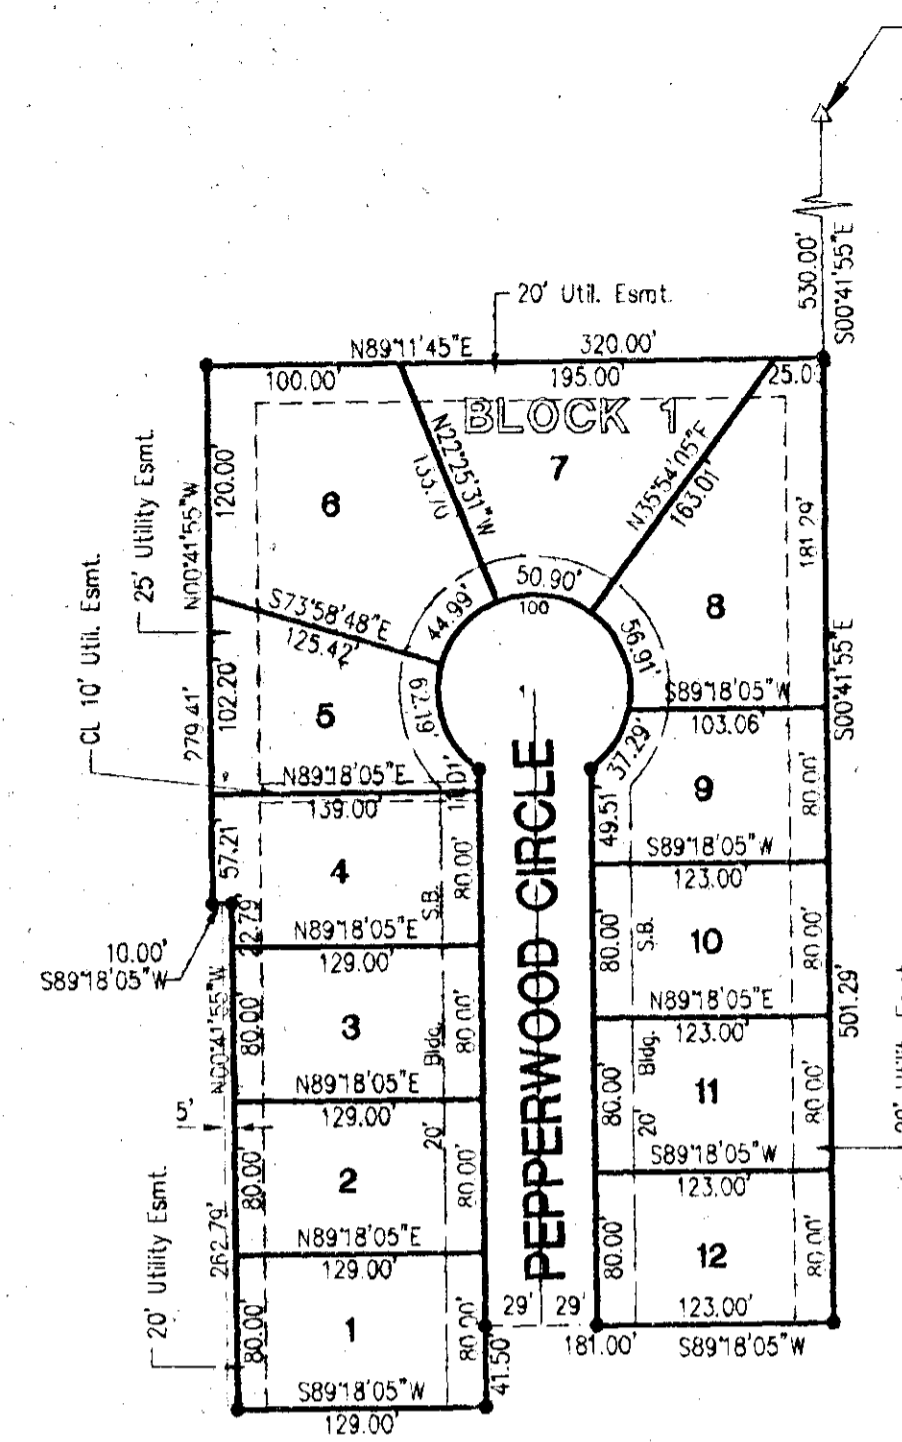 530.00'
S00°41'55"E
20' Util. Esmt.
N89°11'45"E
320.00'
100.00'
195.00'
BLOCK 1
120.00'
N00°41'55"W
25' Utility Esmt.
CL 10' Util. Esmt.
6
N22°25'31"W
7
N35°54'05"E
163.01'
181.29'
S73°58'48"E
125.42'
44.99'
50.90'
100
56.91'
8
S00°41'55"E
279.41'
102.20'
5
62.19'
S89°18'05"W
103.06'
37.29'
N89°18'05"E
139.00'
9
80.00'
49.51'
57.21'
4
80.00'
S.B.
PEPPERWOOD CIRCLE
S89°18'05"W
123.00'
22.79'
10.00'
S89°18'05"W
N89°18'05"E
129.00'
80.00'
S.B.
10
80.00'
N00°41'55"W
80.00'
3
Bldg.
80.00'
N89°18'05"E
123.00'
501.29'
5'
N89°18'05"E
129.00'
80.00'
Bldg.
20'
11
80.00'
20'
80.00'
2
80.00'
S89°18'05"W
123.00'
262.79'
20' Utility Esmt.
N89°18'05"E
129.00'
80.00'
12
80.00'
80.00'
1
80.00'
29'
29'
123.00'
41.50'
181.00'
S89°18'05"W
S89°18'05"W
129.00'